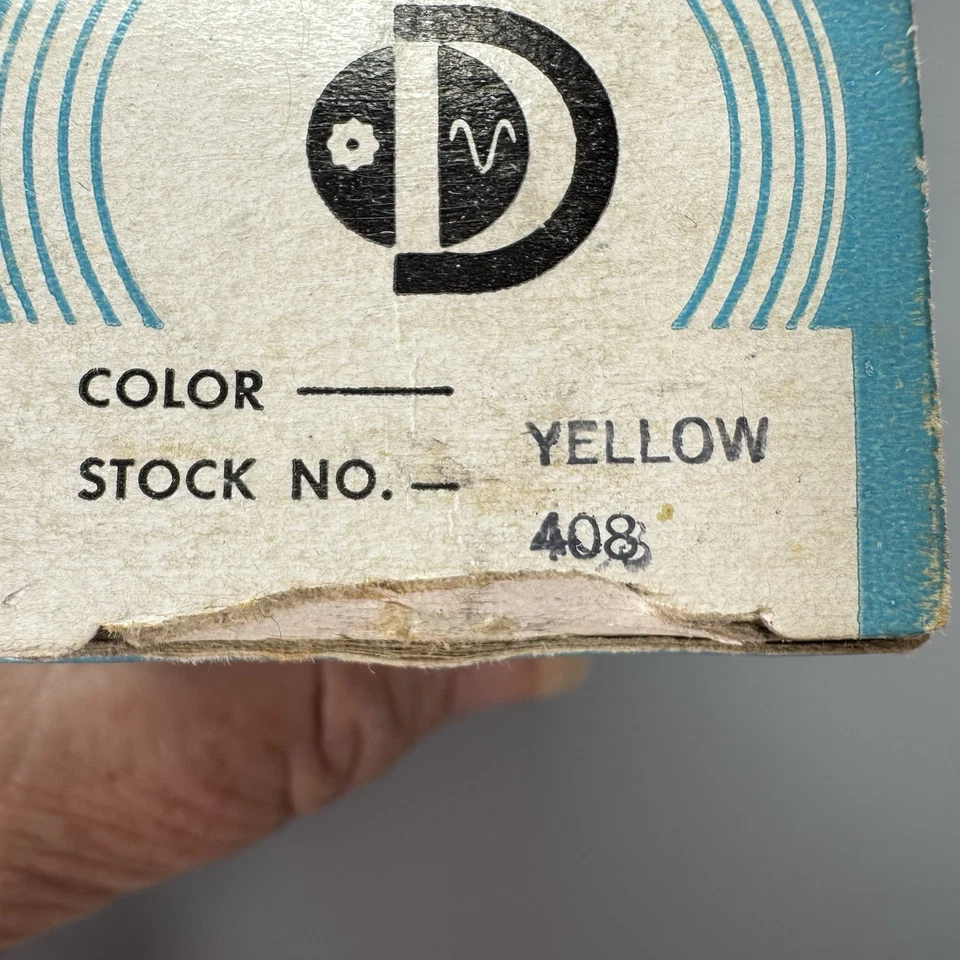 D
COLOR —— YELLOW
STOCK NO. — 408